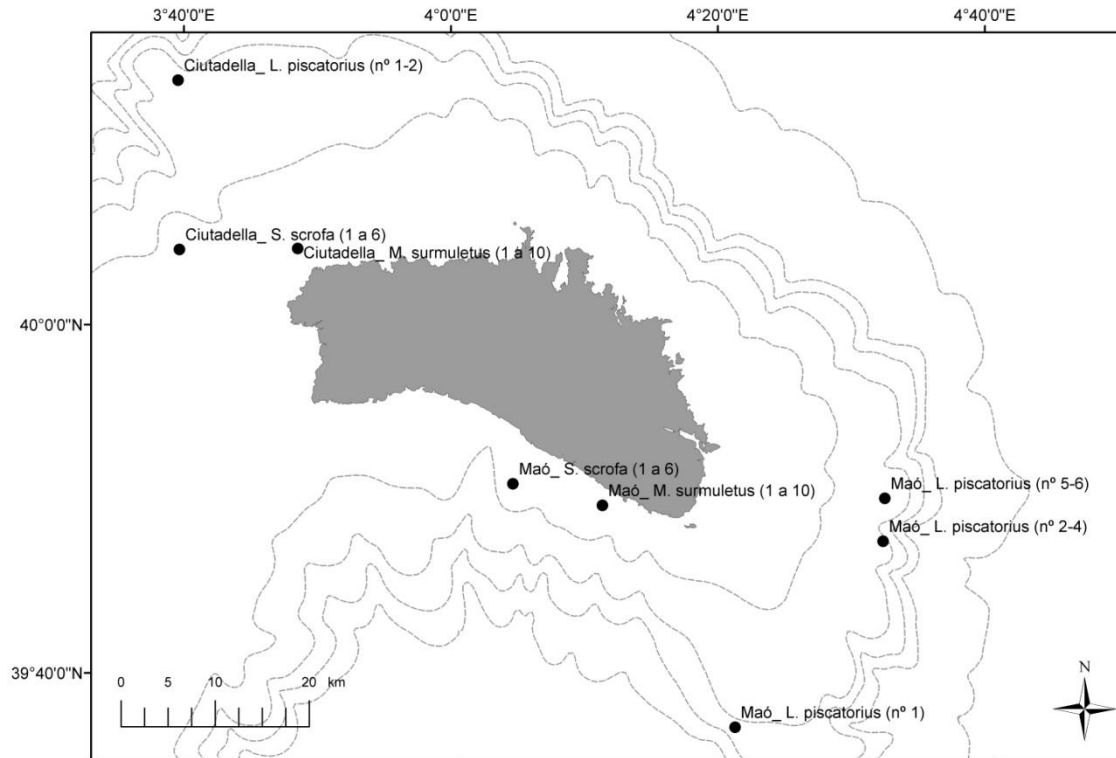 3°40'0"E 4°0'0"E 4°20'0"E 4°40'0"E
Ciutadella_ L. piscatorius (nº 1-2)
Ciutadella_ S. scrofa (1 a 6)
Ciutadella_ M. surmuletus (1 a 10)
40°0'0"N
Maó_ S. scrofa (1 a 6)
Maó_ M. surmuletus (1 a 10)
Maó_ L. piscatorius (nº 5-6)
Maó_ L. piscatorius (nº 2-4)
39°40'0"N
0 5 10 20 km
Maó_ L. piscatorius (nº 1)
N